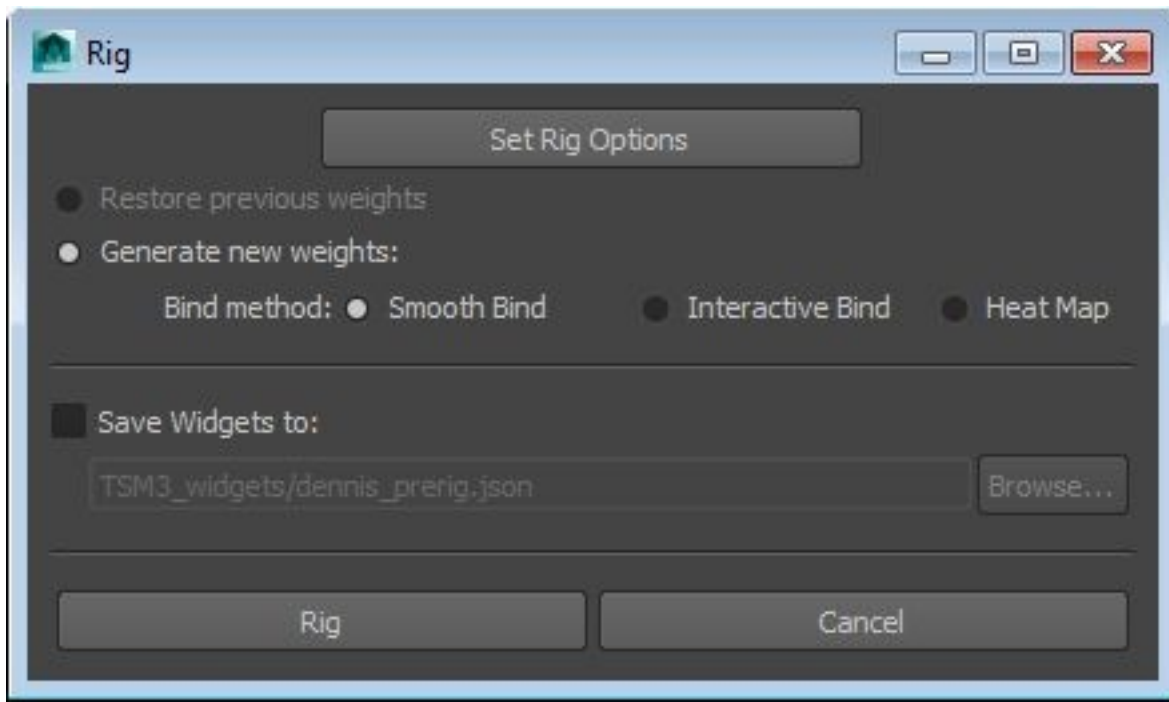 Rig
Set Rig Options
Restore previous weights
Generate new weights:
Bind method: Smooth Bind Interactive Bind Heat Map
Save Widgets to:
TSM3_widgets/dennis_prerig.json Browse...
Rig Cancel